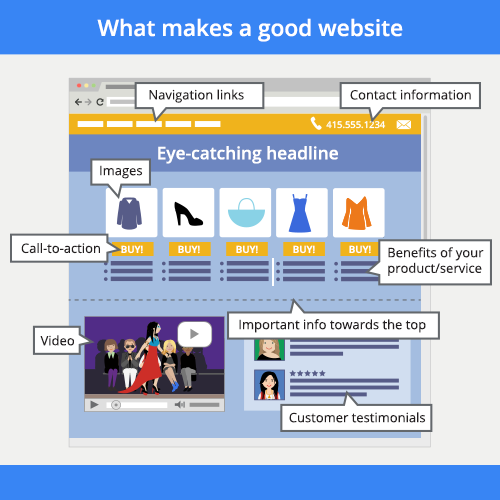 What makes a good website
Navigation links
Contact information
415.555.1234
Eye-catching headline
Images
Call-to-action
BUY! BUY! BUY! BUY! BUY!
Benefits of your
product/service
Important info towards the top
Video
Customer testimonials